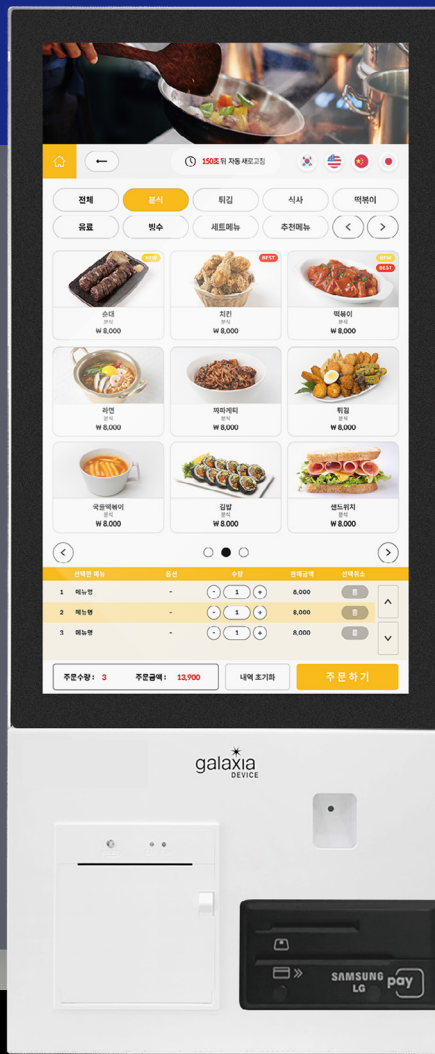 150초 뒤 자동 새로고침
전체 분식 튀김 식사 떡볶이
음료 빙수 세트메뉴 추천메뉴 < >
NEW BEST NEW
BEST
순대 치킨 떡볶이
분식 분식 분식
₩ 8,000 ₩ 8,000 ₩ 8,000
라면 짜파게티 튀김
분식 분식 분식
₩ 8,000 ₩ 8,000 ₩ 8,000
국물떡볶이 김밥 샌드위치
분식 분식 분식
₩ 8,000 ₩ 8,000 ₩ 8,000
선택한 메뉴 옵션 수량 판매금액 선택취소
1 메뉴명 - - 1 + 8,000
2 메뉴명 - - 1 + 8,000
3 메뉴명 - - 1 + 8,000
주문수량 : 3 주문금액 : 13,900 내역 초기화 주문하기
galaxia
DEVICE
SAMSUNG pay
LG